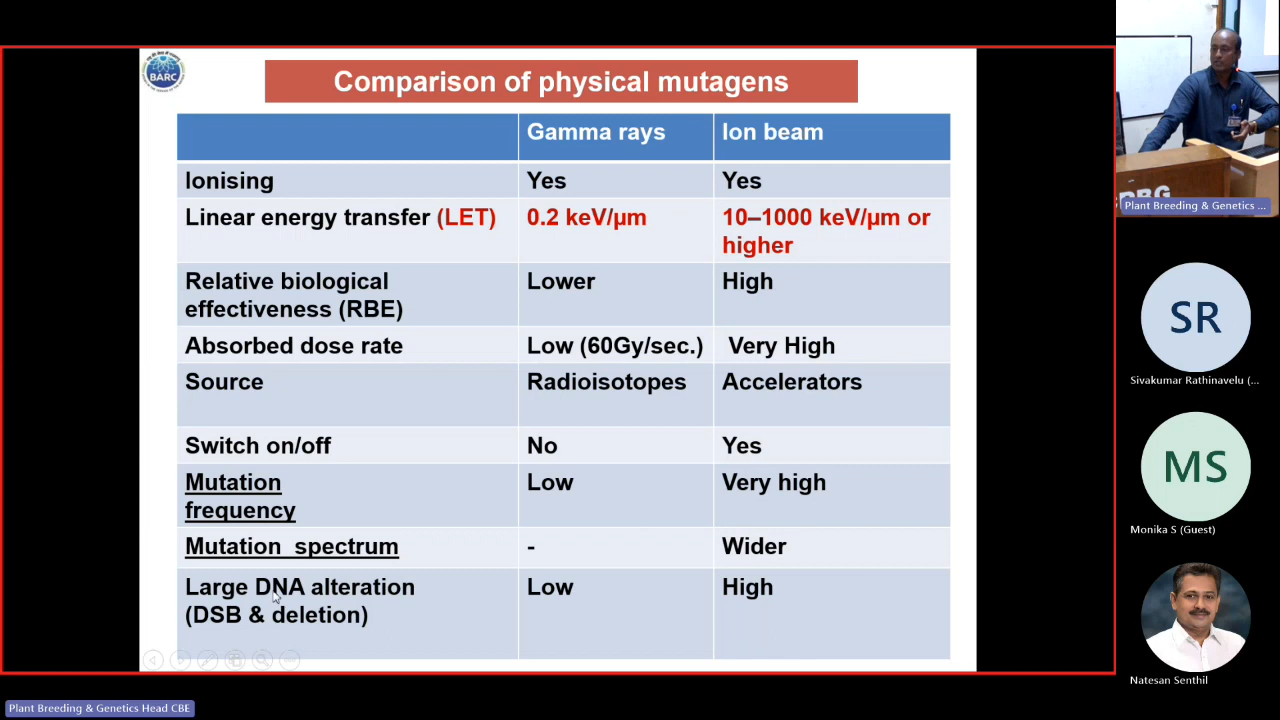 BARC
Comparison of physical mutagens
Gamma rays
Ion beam
Ionising
Yes
Yes
Linear energy transfer (LET)
0.2 keV/µm
10–1000 keV/µm or
higher
Relative biological
effectiveness (RBE)
Lower
High
Absorbed dose rate
Low (60Gy/sec.)
Very High
Source
Radioisotopes
Accelerators
Switch on/off
No
Yes
Mutation
frequency
Low
Very high
Mutation spectrum
-
Wider
Large DNA alteration
(DSB & deletion)
Low
High
Plant Breeding & Genetics ...
SR
Sivakumar Rathinavelu (...
MS
Monika S (Guest)
Natesan Senthil
Plant Breeding & Genetics Head CBE